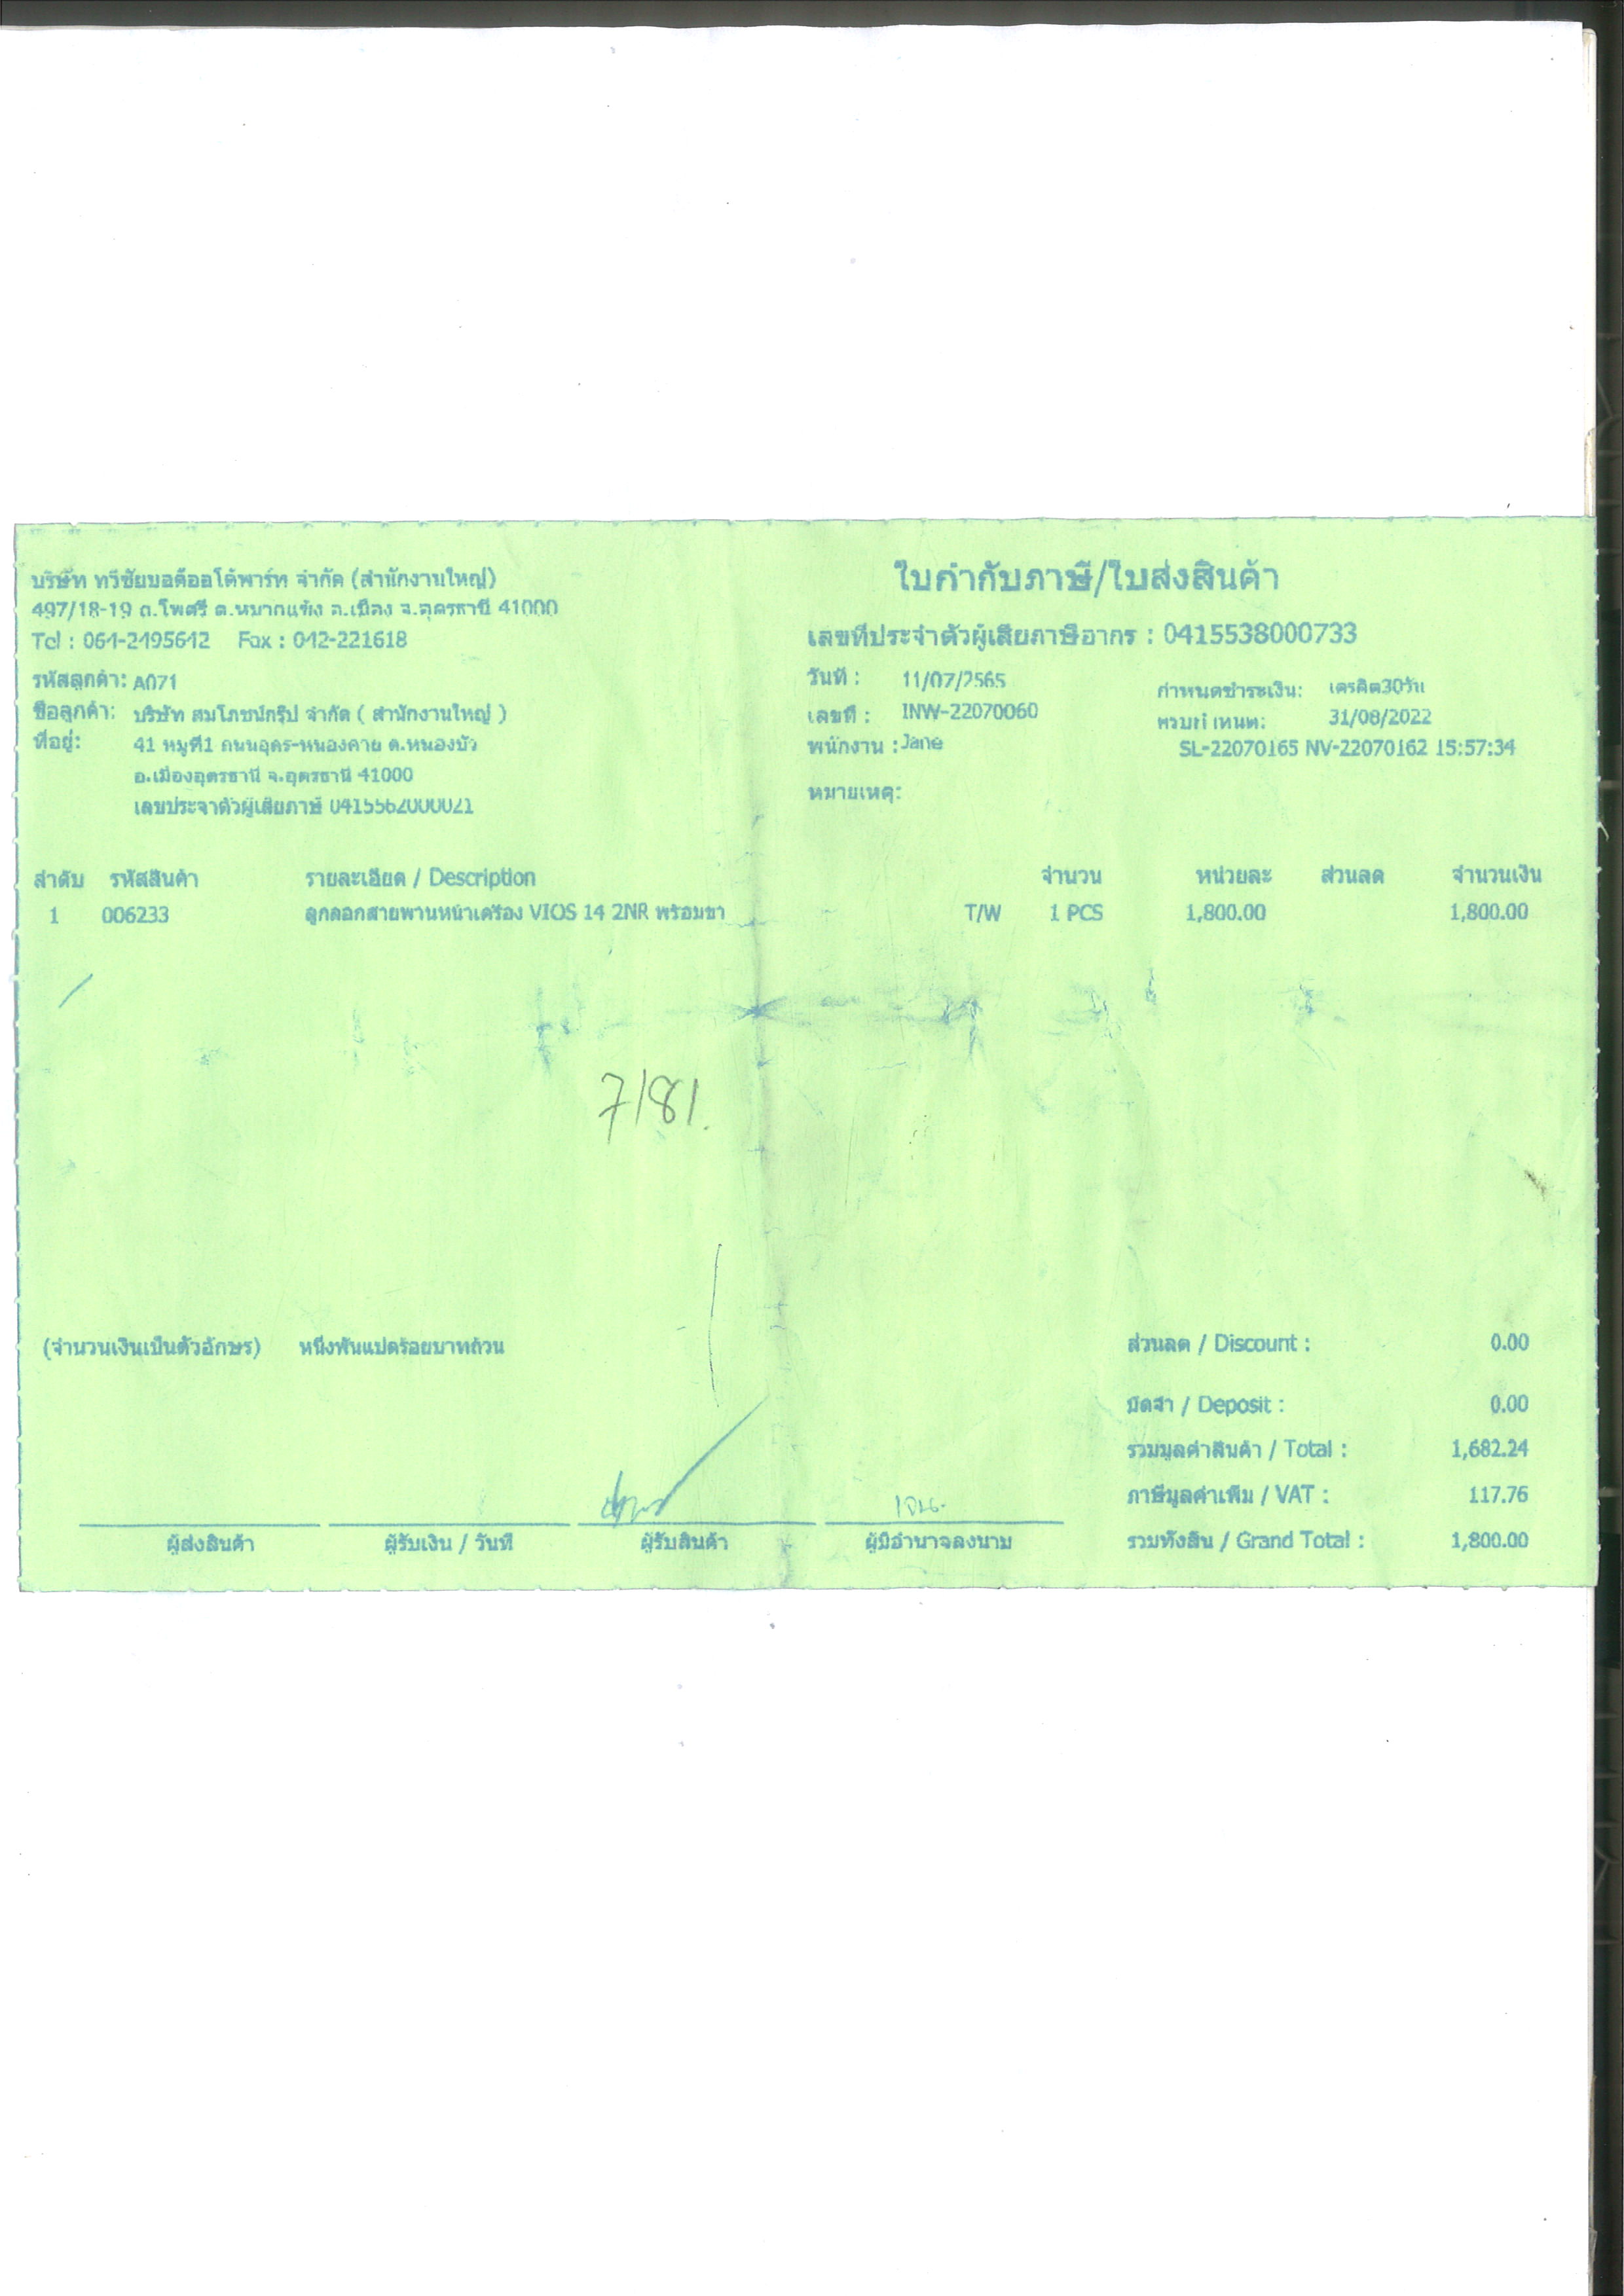 บริษัท ทวีชัยบอดี้ออโต้พาร์ท จำกัด (สำนักงานใหญ่)
497/18-19 ถ.โพศรี ต.หมากแข้ง อ.เมือง จ.อุดรธานี 41000
Tel : 064-2495642 Fax : 042-221618
รหัสลูกค้า: A071
ชื่อลูกค้า: บริษัท สมโภชน์กรุ๊ป จำกัด ( สำนักงานใหญ่ )
ที่อยู่: 41 หมู่ที่1 ถนนอุดร-หนองคาย ต.หนองบัว
อ.เมืองอุดรธานี จ.อุดรธานี 41000
เลขประจำตัวผู้เสียภาษี 0415562000021
ใบกำกับภาษี/ใบส่งสินค้า
เลขที่ประจำตัวผู้เสียภาษีอากร : 0415538000733
วันที่ : 11/07/2565 กำหนดชำระเงิน: เครดิต30วัน
เลขที่ : INW-22070060 ครบกำหนด: 31/08/2022
พนักงาน : Jane SL-22070165 NV-22070162 15:57:34
หมายเหตุ:
ลำดับ รหัสสินค้า รายละเอียด / Description จำนวน หน่วยละ ส่วนลด จำนวนเงิน
1 006233 ลูกลอกสายพานหน้าเครื่อง VIOS 14 2NR พร้อมขา T/W 1 PCS 1,800.00 1,800.00
7/81.
(จำนวนเงินเป็นตัวอักษร) หนึ่งพันแปดร้อยบาทถ้วน
ส่วนลด / Discount : 0.00
มัดจำ / Deposit : 0.00
รวมมูลค่าสินค้า / Total : 1,682.24
ภาษีมูลค่าเพิ่ม / VAT : 117.76
รวมทั้งสิ้น / Grand Total : 1,800.00
เจน
ผู้ส่งสินค้า ผู้รับเงิน / วันที่ ผู้รับสินค้า ผู้มีอำนาจลงนาม